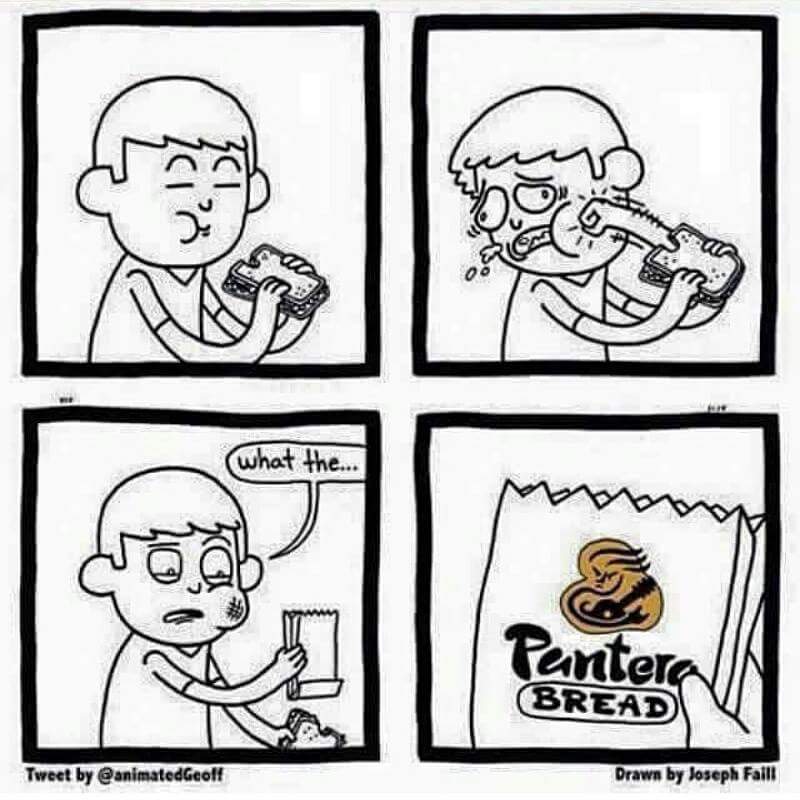 what the...
Pantera
BREAD
Tweet by @animatedGeoff
Drawn by Joseph Faill